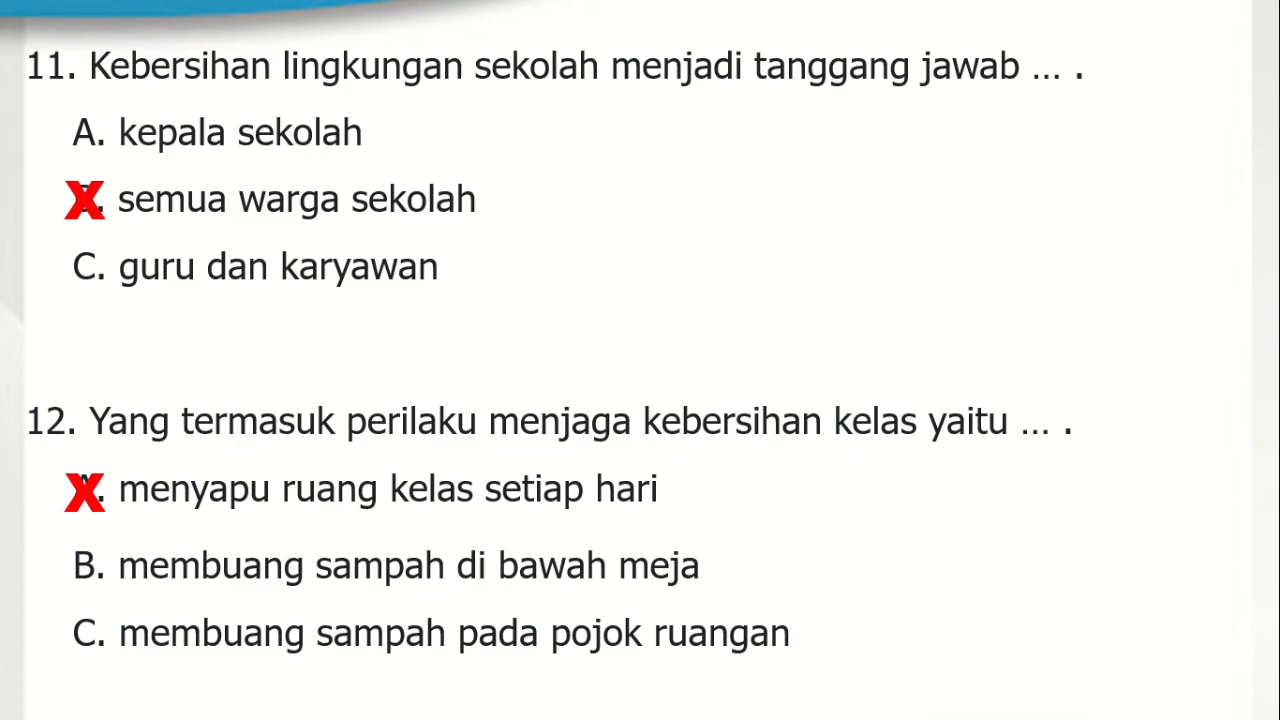 11. Kebersihan lingkungan sekolah menjadi tanggang jawab ... .
A. kepala sekolah
X. semua warga sekolah
C. guru dan karyawan
12. Yang termasuk perilaku menjaga kebersihan kelas yaitu ... .
X. menyapu ruang kelas setiap hari
B. membuang sampah di bawah meja
C. membuang sampah pada pojok ruangan